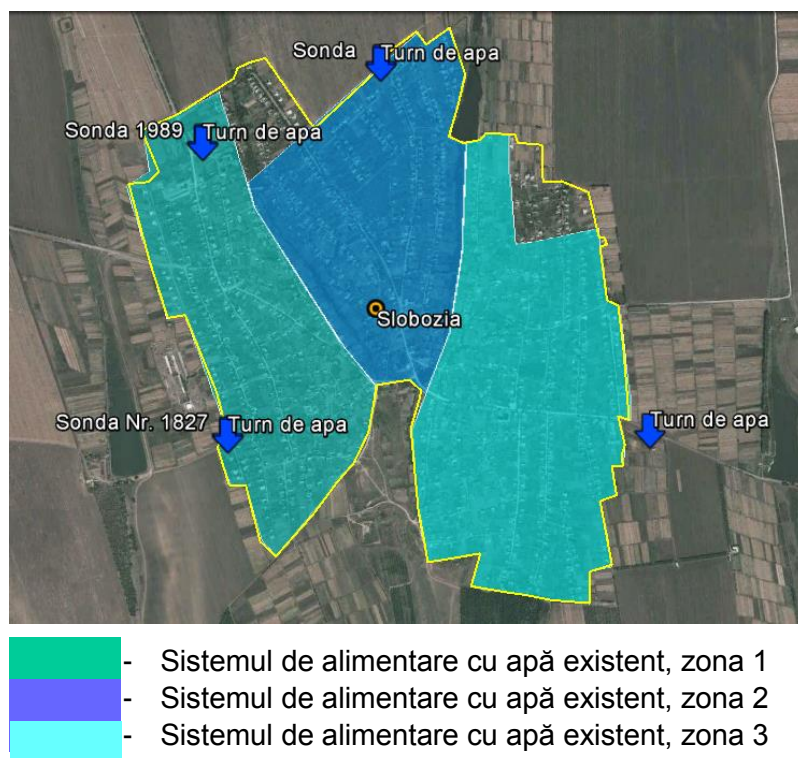 Sonda Turn de apa
Sonda 1989 Turn de apa
Slobozia
Sonda Nr. 1827 Turn de apa
Turn de apa
- Sistemul de alimentare cu apă existent, zona 1
- Sistemul de alimentare cu apă existent, zona 2
- Sistemul de alimentare cu apă existent, zona 3